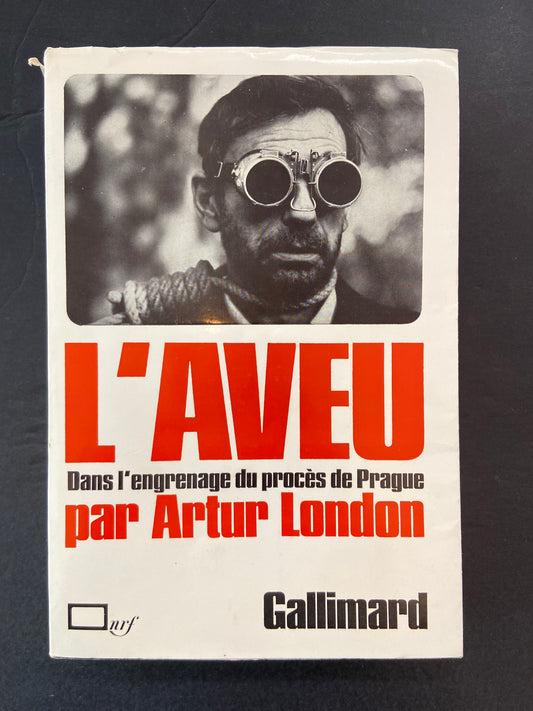 L'AVEU
Dans l'engrenage du procès de Prague
par Artur London
Gallimard
nrf